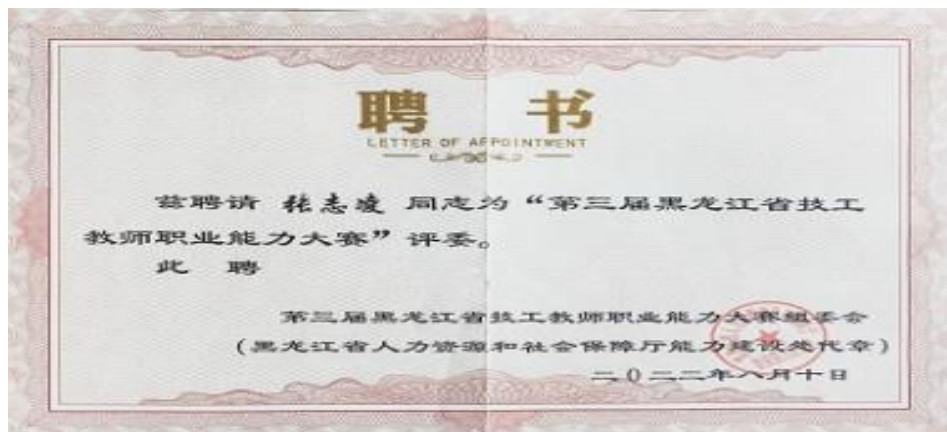 聘 书
LETTER OF APPOINTMENT
兹聘请 张志凌 同志为“第三届黑龙江省技工
教师职业能力大赛”评委。
此 聘
第三届黑龙江省技工教师职业能力大赛组委会
(黑龙江省人力资源和社会保障厅能力建设处代章)
二0二二年八月十日